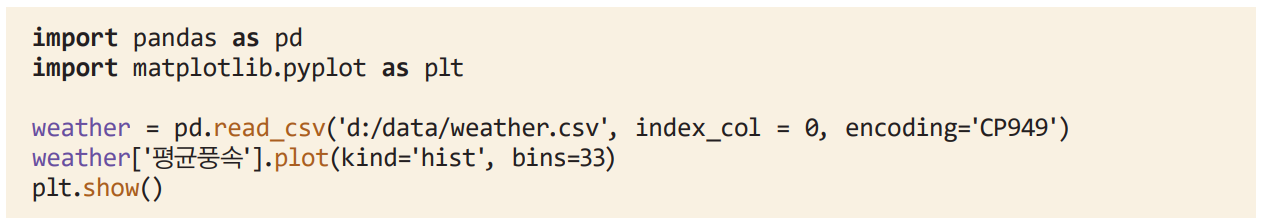 import pandas as pd
import matplotlib.pyplot as plt
weather = pd.read_csv('d:/data/weather.csv', index_col = 0, encoding='CP949')
weather['평균풍속'].plot(kind='hist', bins=33)
plt.show()